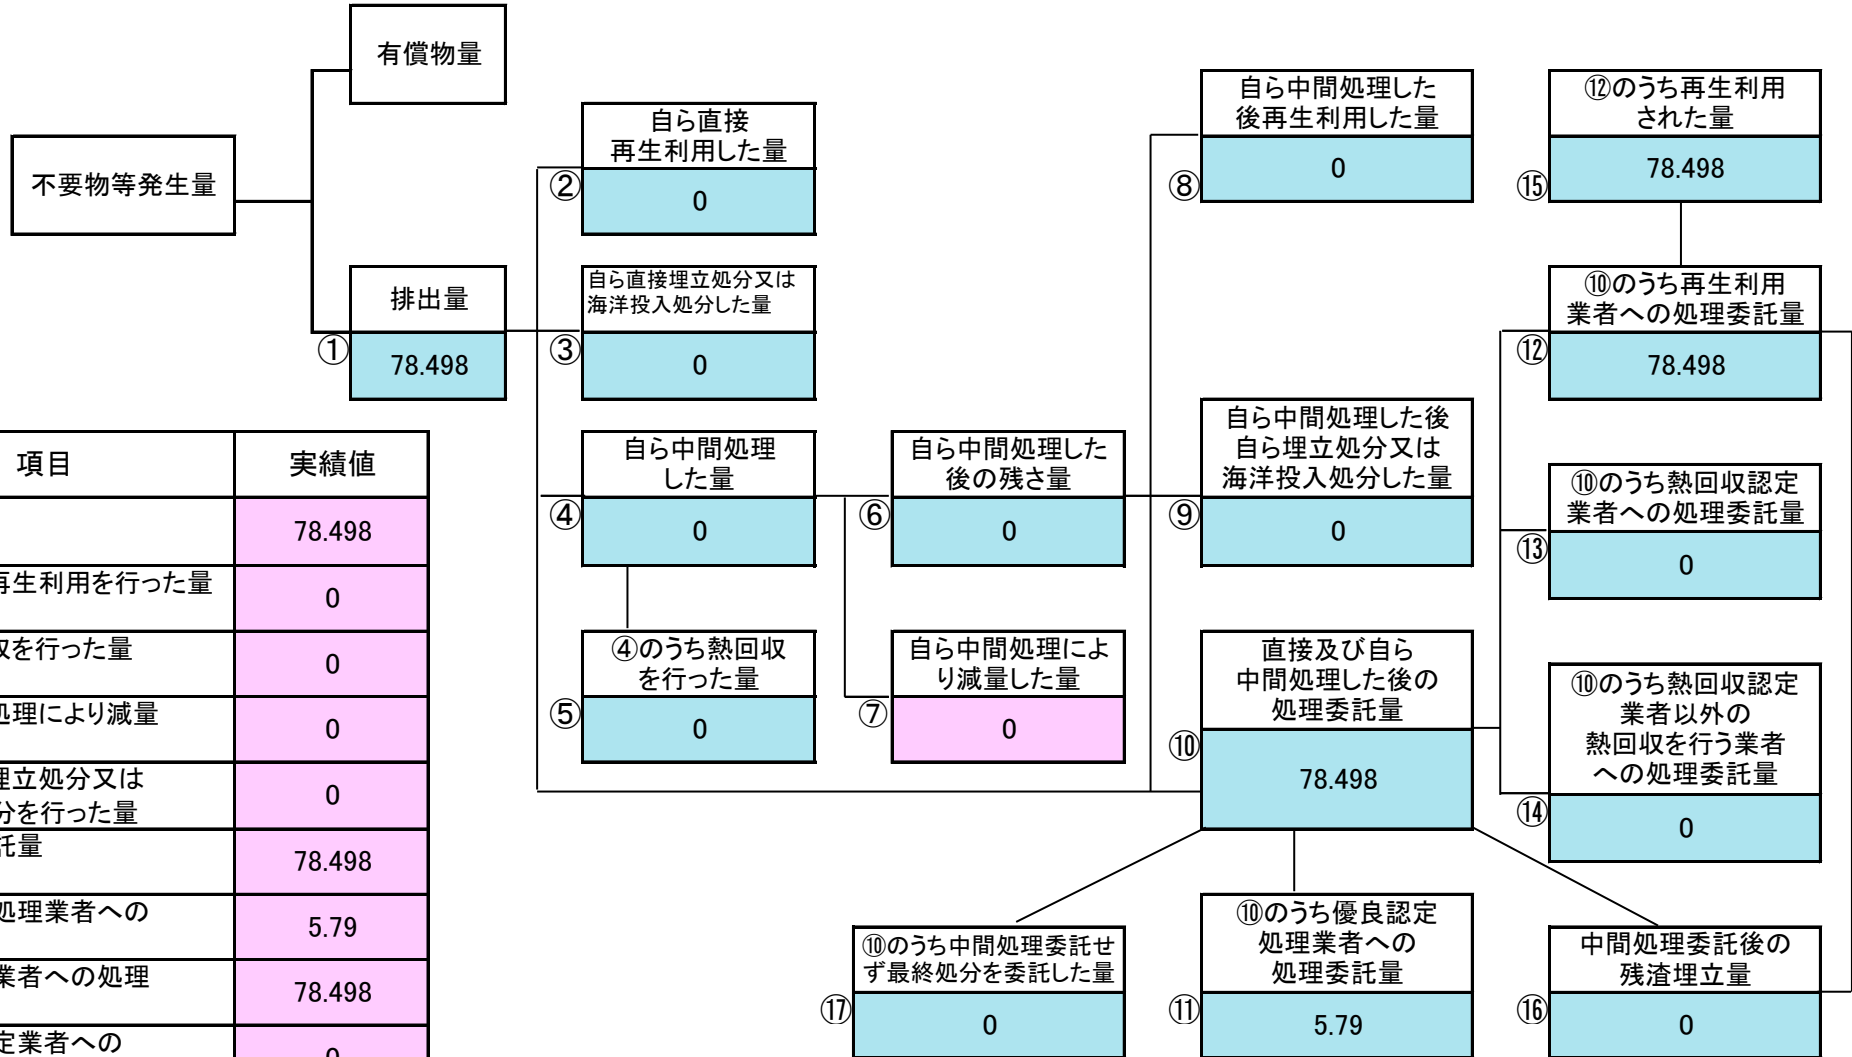 有償物量
不要物等発生量
排出量
①
78.498
自ら直接
再生利用した量
②
0
自ら直接埋立処分又は
海洋投入処分した量
③
0
自ら中間処理
した量
④
0
④のうち熱回収
を行った量
⑤
0
自ら中間処理した
後の残さ量
⑥
0
自ら中間処理によ
り減量した量
⑦
0
自ら中間処理した
後再生利用した量
⑧
0
自ら中間処理した後
自ら埋立処分又は
海洋投入処分した量
⑨
0
直接及び自ら
中間処理した後の
処理委託量
⑩
78.498
⑫のうち再生利用
された量
⑮
78.498
⑩のうち再生利用
業者への処理委託量
⑫
78.498
⑩のうち熱回収認定
業者への処理委託量
⑬
0
⑩のうち熱回収認定
業者以外の
熱回収を行う業者
への処理委託量
⑭
0
⑩のうち中間処理委託せ
ず最終処分を委託した量
⑰
0
⑩のうち優良認定
処理業者への
処理委託量
⑪
5.79
中間処理委託後の
残渣埋立量
⑯
0
項目 実績値
78.498
再生利用を行った量
0
を行った量
0
処理により減量
0
埋立処分又は
分を行った量
0
託量
78.498
処理業者への
5.79
業者への処理
78.498
定業者への
0